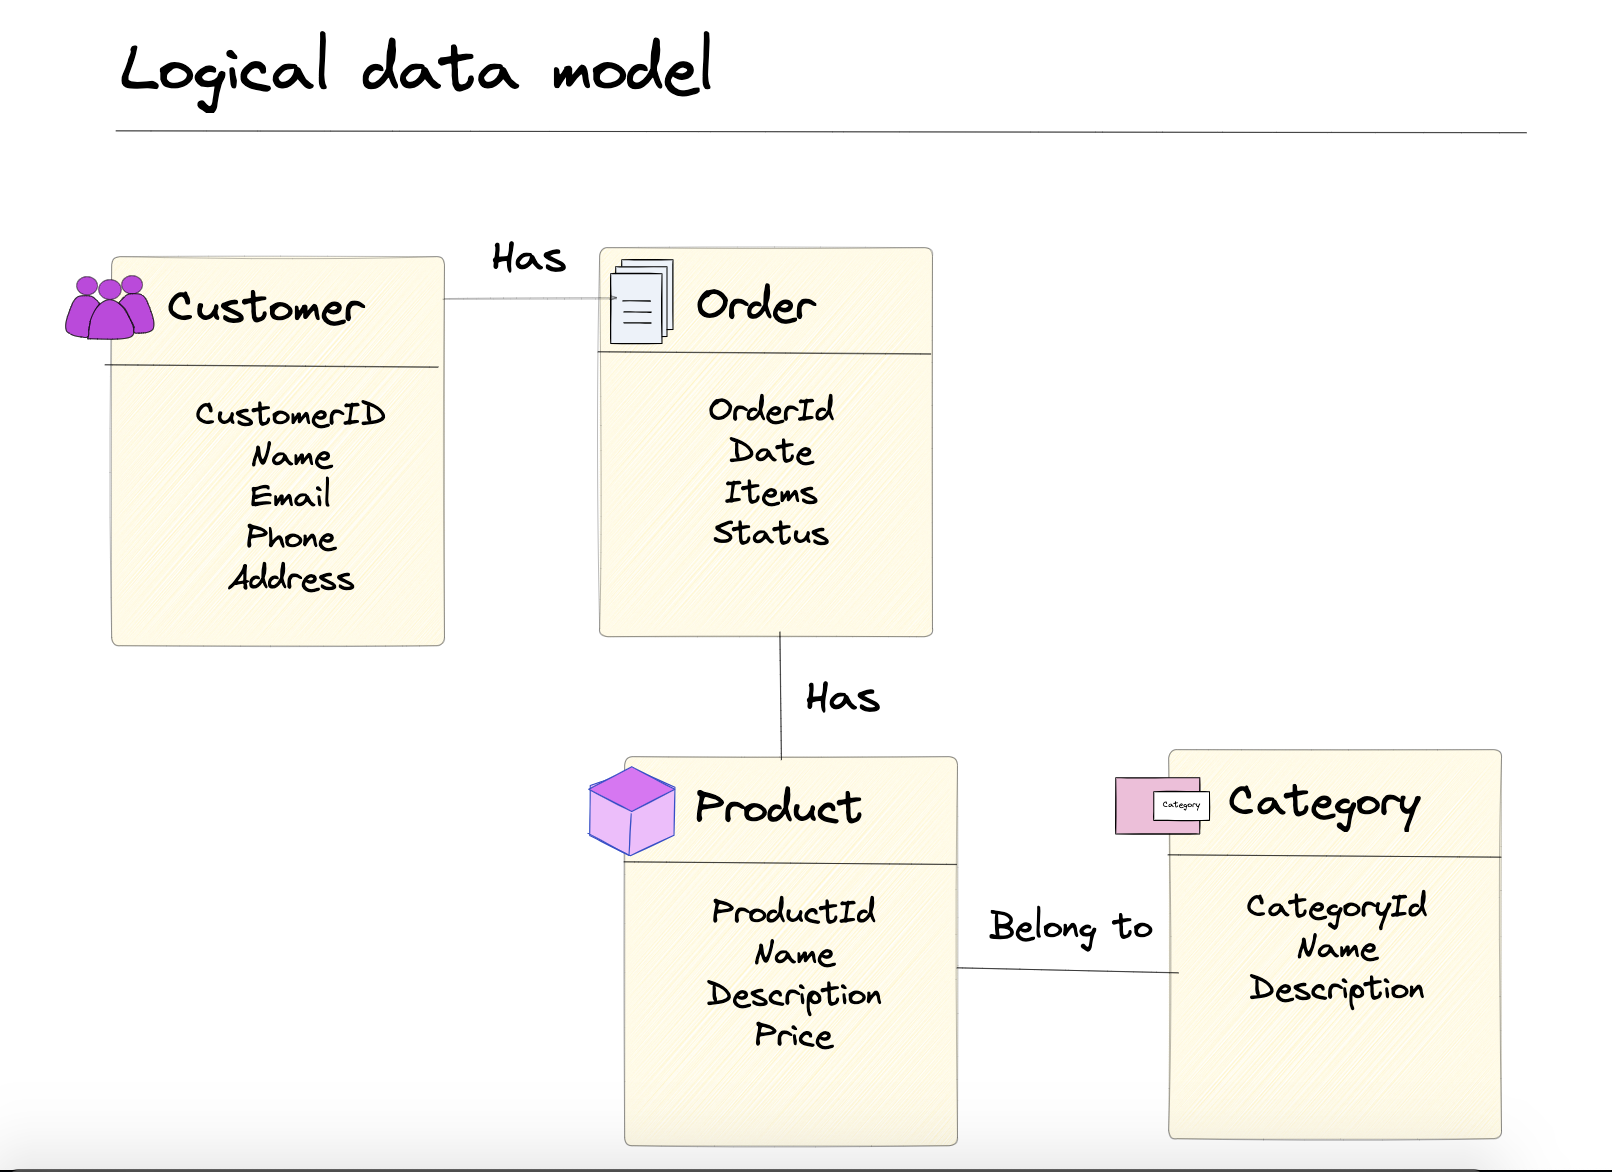 Logical data model
Has
Customer
Order
CustomerID
Name
Email
Phone
Address
OrderId
Date
Items
Status
Has
Product
Category
Category
ProductId
Name
Description
Price
Belong to
CategoryId
Name
Description